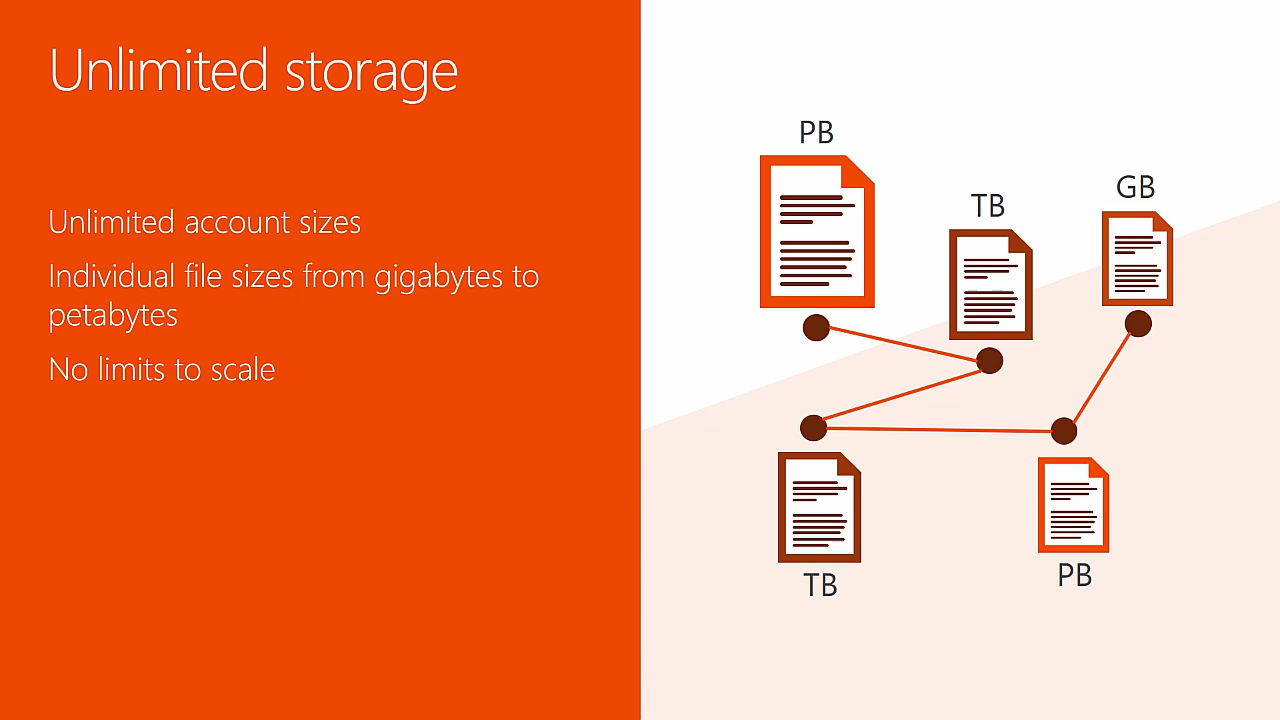 Unlimited storage
Unlimited account sizes
Individual file sizes from gigabytes to
petabytes
No limits to scale
PB
TB
GB
TB
PB